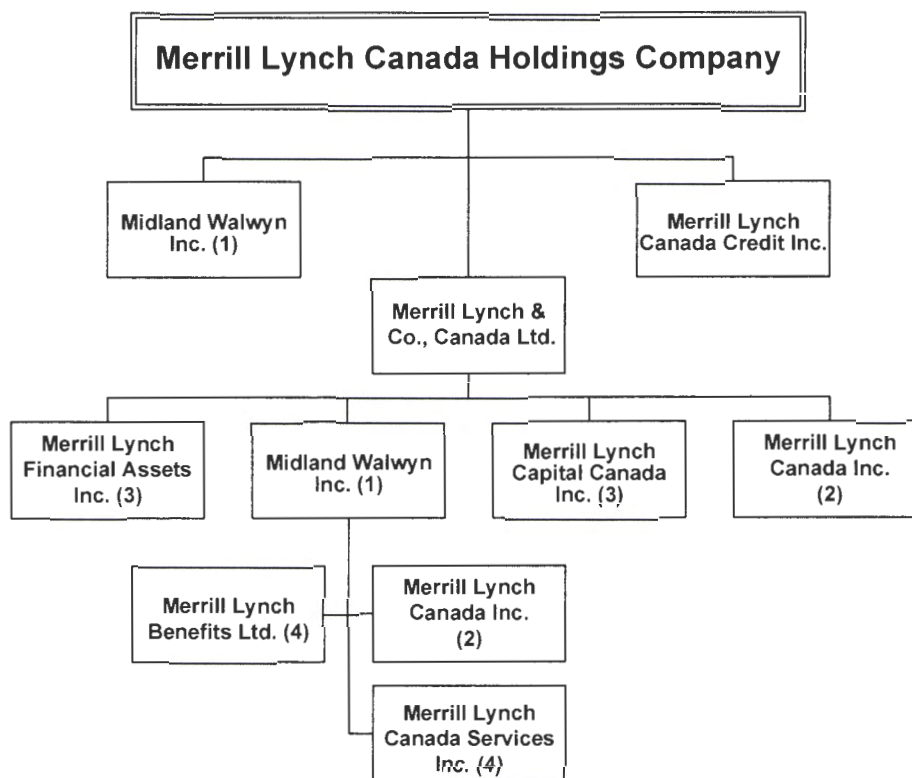 Merrill Lynch Canada Holdings Company
Midland Walwyn
Inc. (1)
Merrill Lynch
Canada Credit Inc.
Merrill Lynch &
Co., Canada Ltd.
Merrill Lynch
Financial Assets
Inc. (3)
Midland Walwyn
Inc. (1)
Merrill Lynch
Capital Canada
Inc. (3)
Merrill Lynch
Canada Inc.
(2)
Merrill Lynch
Benefits Ltd. (4)
Merrill Lynch
Canada Inc.
(2)
Merrill Lynch
Canada Services
Inc. (4)